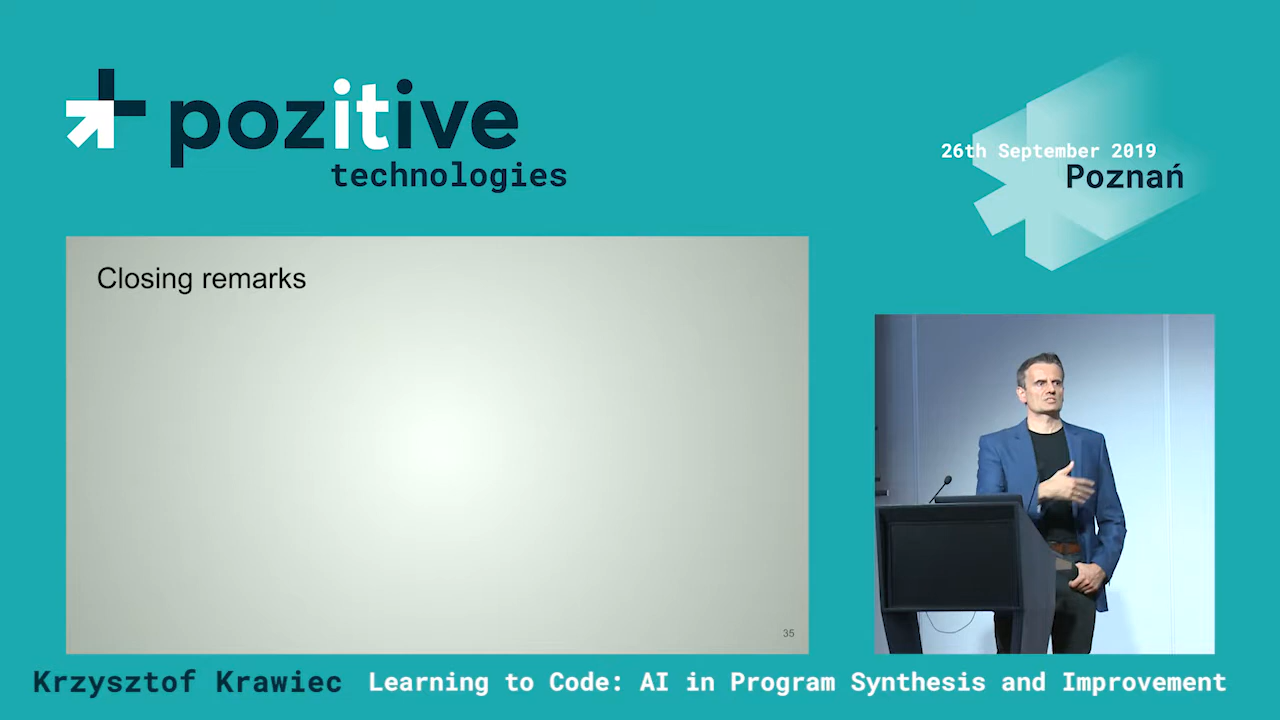 pozitive
technologies
26th September 2019
Poznań
Closing remarks
35
Krzysztof Krawiec
Learning to Code: AI in Program Synthesis and Improvement